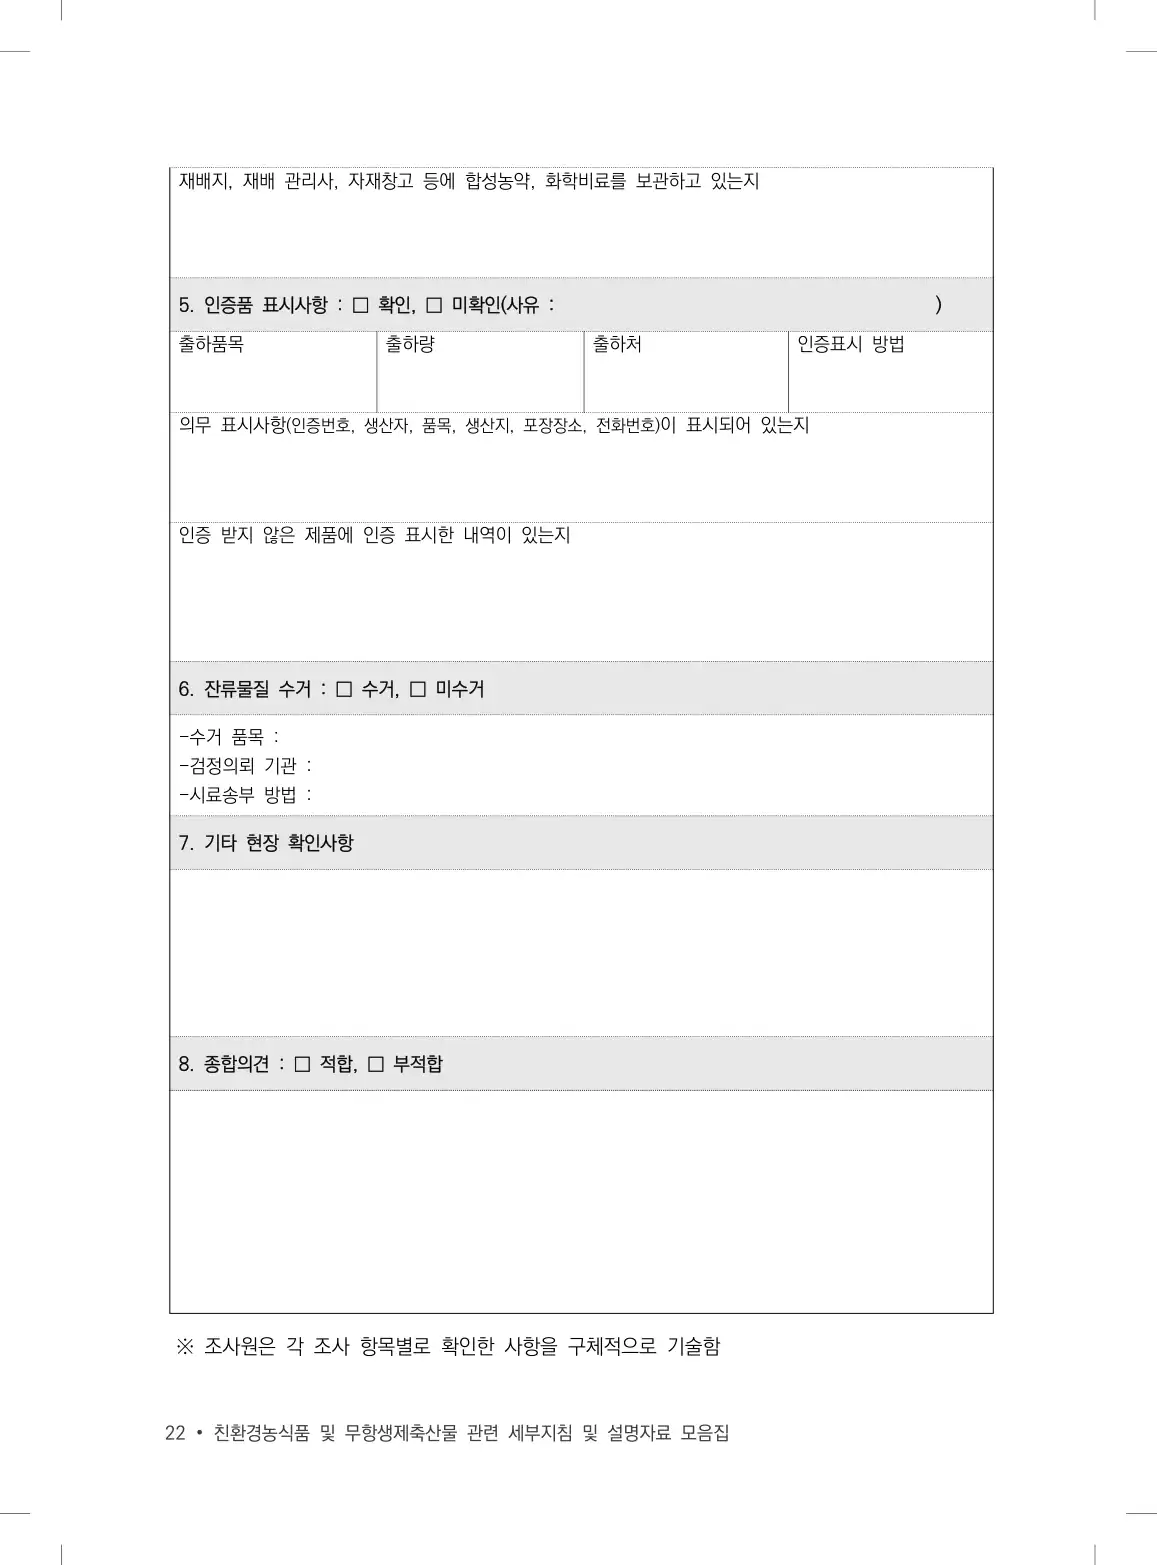 재배지, 재배 관리사, 자재창고 등에 합성농약, 화학비료를 보관하고 있는지
5. 인증품 표시사항 : □ 확인, □ 미확인(사유 : )
출하품목 출하량 출하처 인증표시 방법
의무 표시사항(인증번호, 생산자, 품목, 생산지, 포장장소, 전화번호)이 표시되어 있는지
인증 받지 않은 제품에 인증 표시한 내역이 있는지
6. 잔류물질 수거 : □ 수거, □ 미수거
-수거 품목 :
-검정의뢰 기관 :
-시료송부 방법 :
7. 기타 현장 확인사항
8. 종합의견 : □ 적합, □ 부적합
※ 조사원은 각 조사 항목별로 확인한 사항을 구체적으로 기술함
22 • 친환경농식품 및 무항생제축산물 관련 세부지침 및 설명자료 모음집